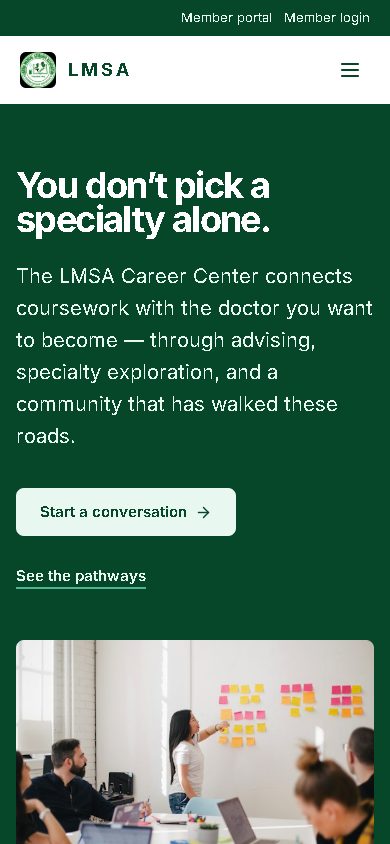 Member portal Member login
LMSA
You don’t pick a
specialty alone.
The LMSA Career Center connects
coursework with the doctor you want
to become — through advising,
specialty exploration, and a
community that has walked these
roads.
Start a conversation →
See the pathways